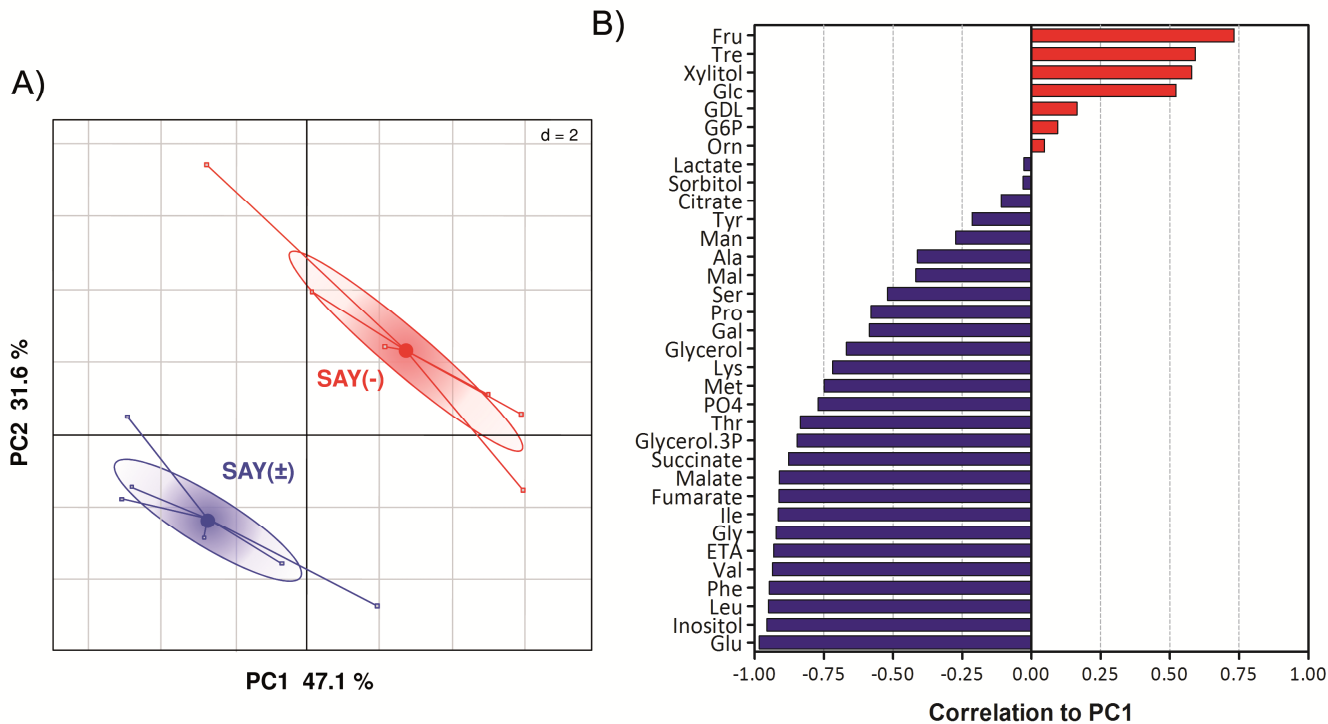 A)
d = 2
SAY(-)
SAY(±)
PC2 31.6 %
PC1 47.1 %
B)
Fru
Tre
Xylitol
Glc
GDL
G6P
Orn
Lactate
Sorbitol
Citrate
Tyr
Man
Ala
Mal
Ser
Pro
Gal
Glycerol
Lys
Met
PO4
Thr
Glycerol.3P
Succinate
Malate
Fumarate
Ile
Gly
ETA
Val
Phe
Leu
Inositol
Glu
-1.00 -0.75 -0.50 -0.25 0.00 0.25 0.50 0.75 1.00
Correlation to PC1